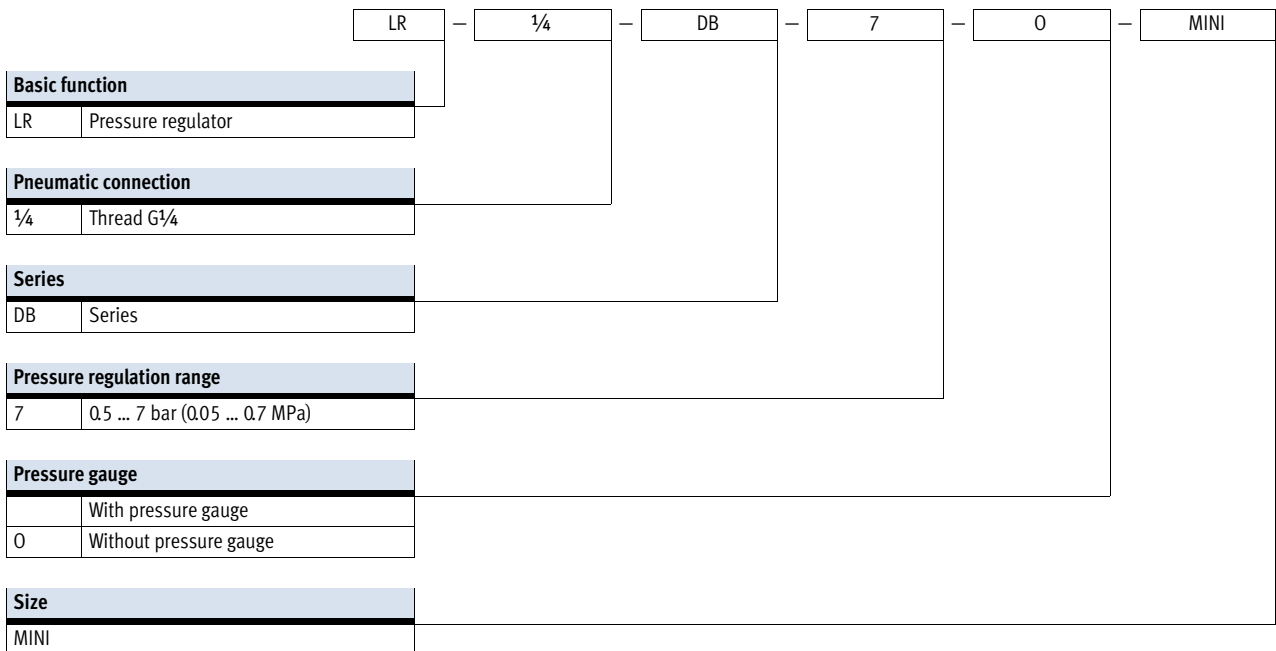 LR – ¼ – DB – 7 – O – MINI
Basic function
LR Pressure regulator
Pneumatic connection
¼ Thread G¼
Series
DB Series
Pressure regulation range
7 0.5 ... 7 bar (0.05 ... 0.7 MPa)
Pressure gauge
With pressure gauge
O Without pressure gauge
Size
MINI